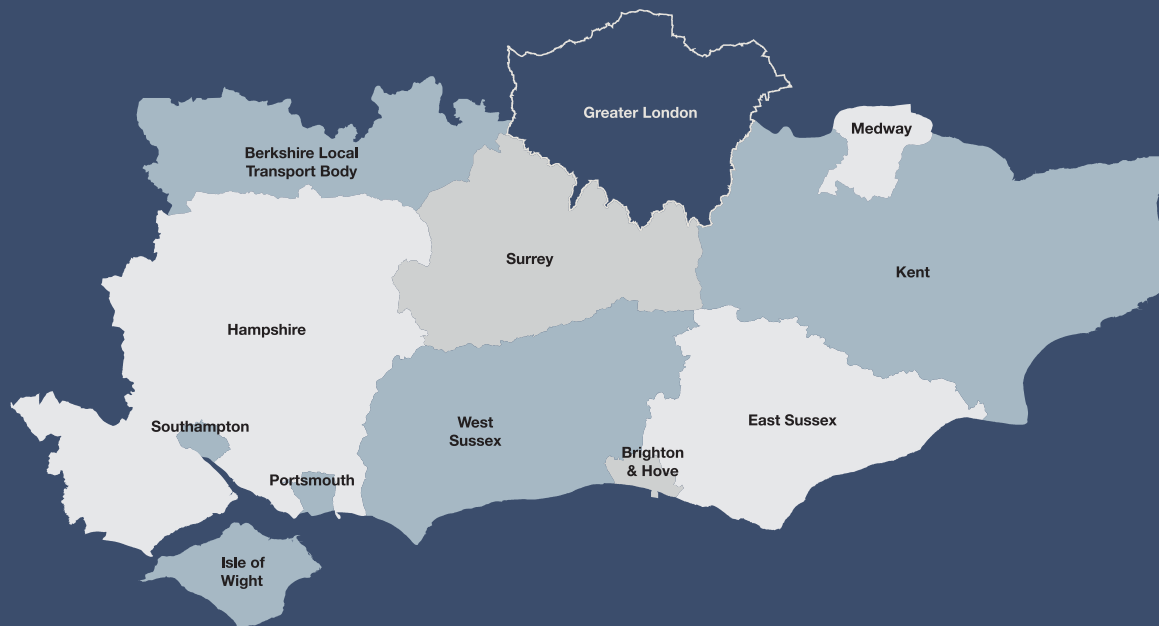 Greater London
Medway
Berkshire Local
Transport Body
Surrey
Kent
Hampshire
Southampton
West
Sussex
East Sussex
Brighton
& Hove
Portsmouth
Isle of
Wight